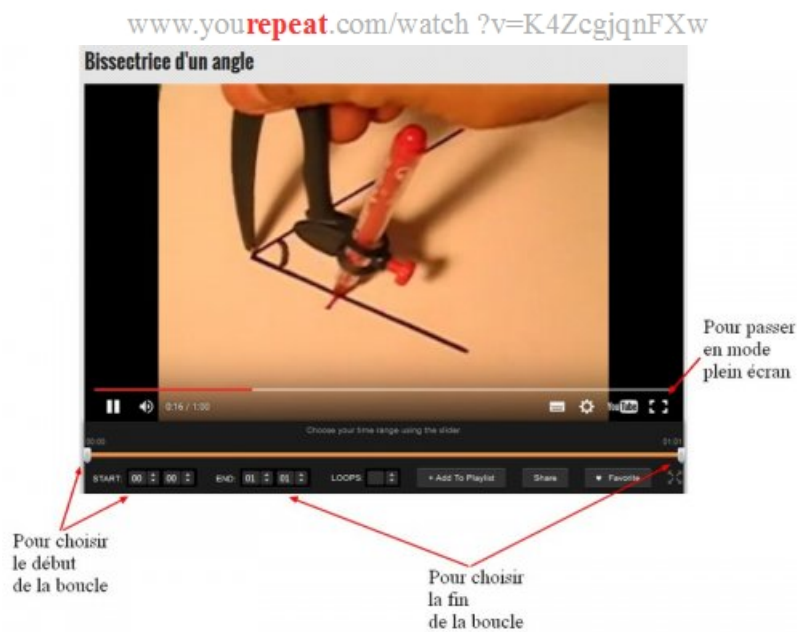 www.yourepeat.com/watch ?v=K4ZcgjqnFXw
Bissectrice d'un angle
Pour passer
en mode
plein écran
0:16 / 1:00
YouTube
Choose your time range using the slider
00:00
01:01
START: 00 00 END: 01 01 LOOPS: + Add To Playlist Share ♥ Favorite
Pour choisir
le début
de la boucle
Pour choisir
la fin
de la boucle